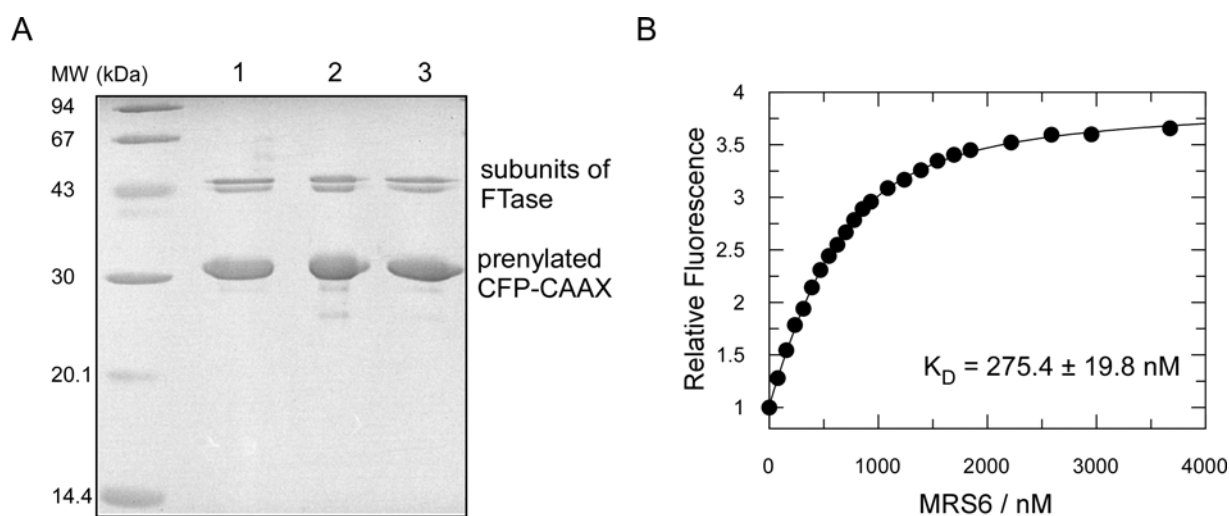 A
MW (kDa) 1 2 3
94
67
43
30
20.1
14.4
subunits of
FTase
prenylated
CFP-CAAX
B
Relative Fluorescence
4
3.5
3
2.5
2
1.5
1
K_D = 275.4 ± 19.8 nM
0 1000 2000 3000 4000
MRS6 / nM